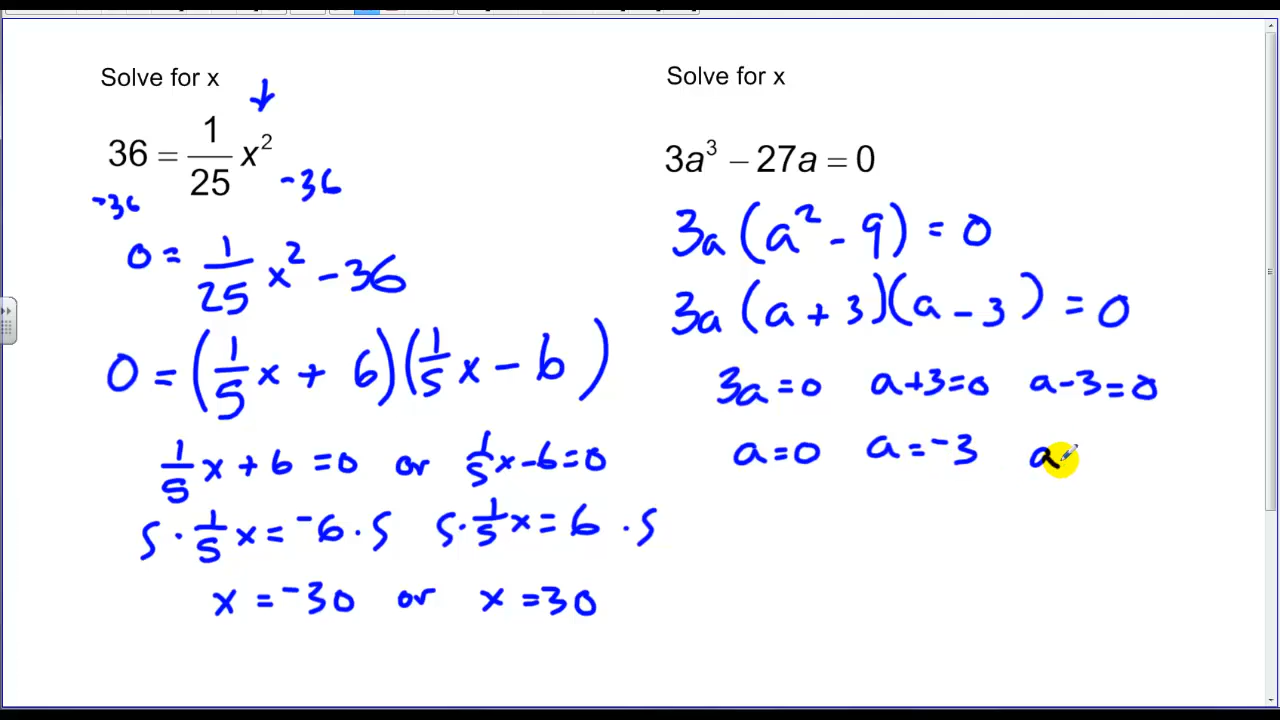 Solve for x
36 = 1/25 x²
-36 -36
0 = 1/25 x² - 36
0 = (1/5 x + 6)(1/5 x - 6)
1/5 x + 6 = 0 or 1/5 x - 6 = 0
5 · 1/5 x = -6 · 5 5 · 1/5 x = 6 · 5
x = -30 or x = 30
Solve for x
3a³ - 27a = 0
3a (a² - 9) = 0
3a (a + 3)(a - 3) = 0
3a = 0 a + 3 = 0 a - 3 = 0
a = 0 a = -3 a